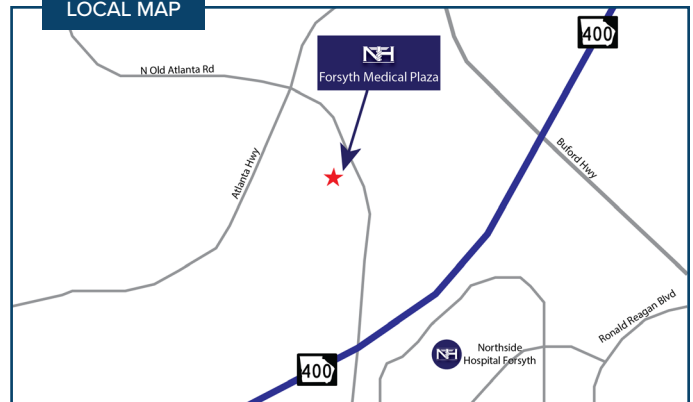 LOCAL MAP
400
NH
Forsyth Medical Plaza
N Old Atlanta Rd
Atlanta Hwy
Buford Hwy
Ronald Reagan Blvd
NH
Northside
Hospital Forsyth
400